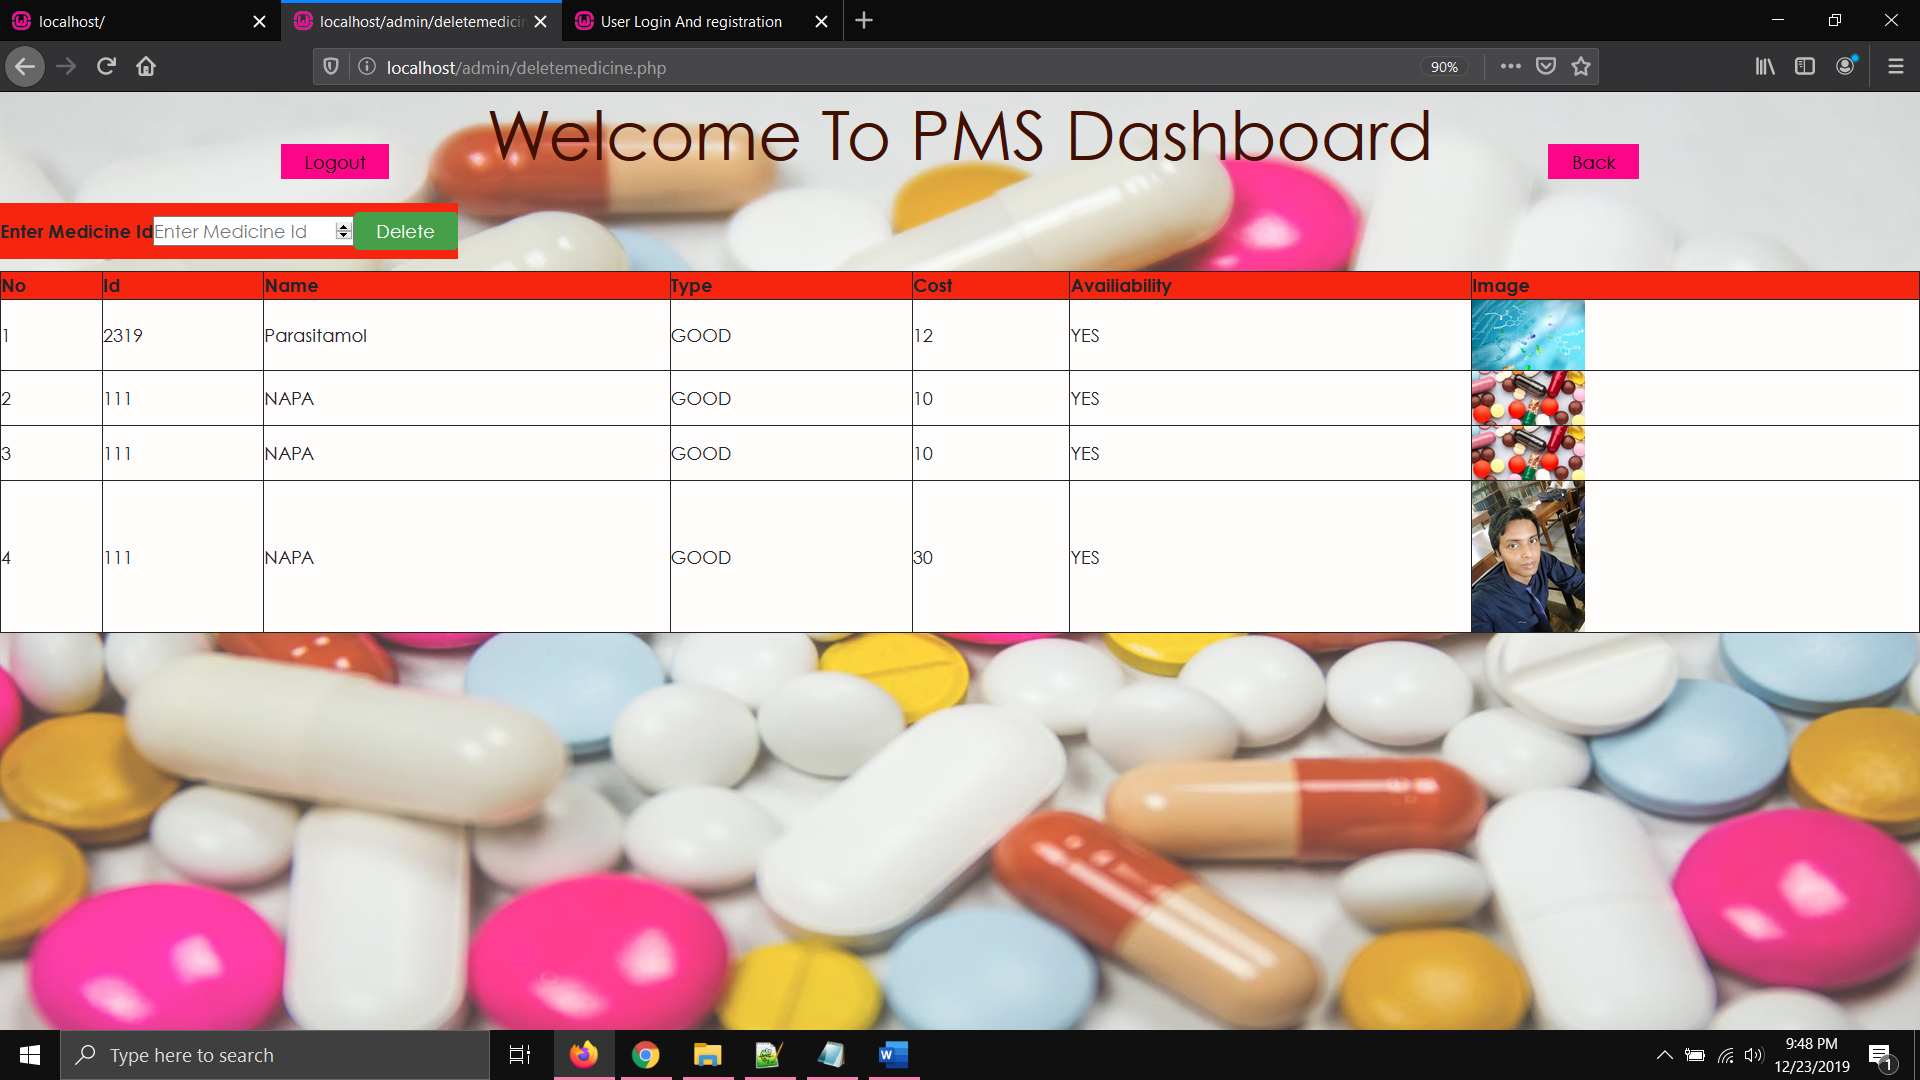 localhost/
localhost/admin/deletemedicin
User Login And registration
localhost/admin/deletemedicine.php
90%
Welcome To PMS Dashboard
Logout
Back
Enter Medicine Id Enter Medicine Id Delete
No Id Name Type Cost Availiability Image
1 2319 Parasitamol GOOD 12 YES
2 111 NAPA GOOD 10 YES
3 111 NAPA GOOD 10 YES
4 111 NAPA GOOD 30 YES
Type here to search
9:48 PM
12/23/2019
1